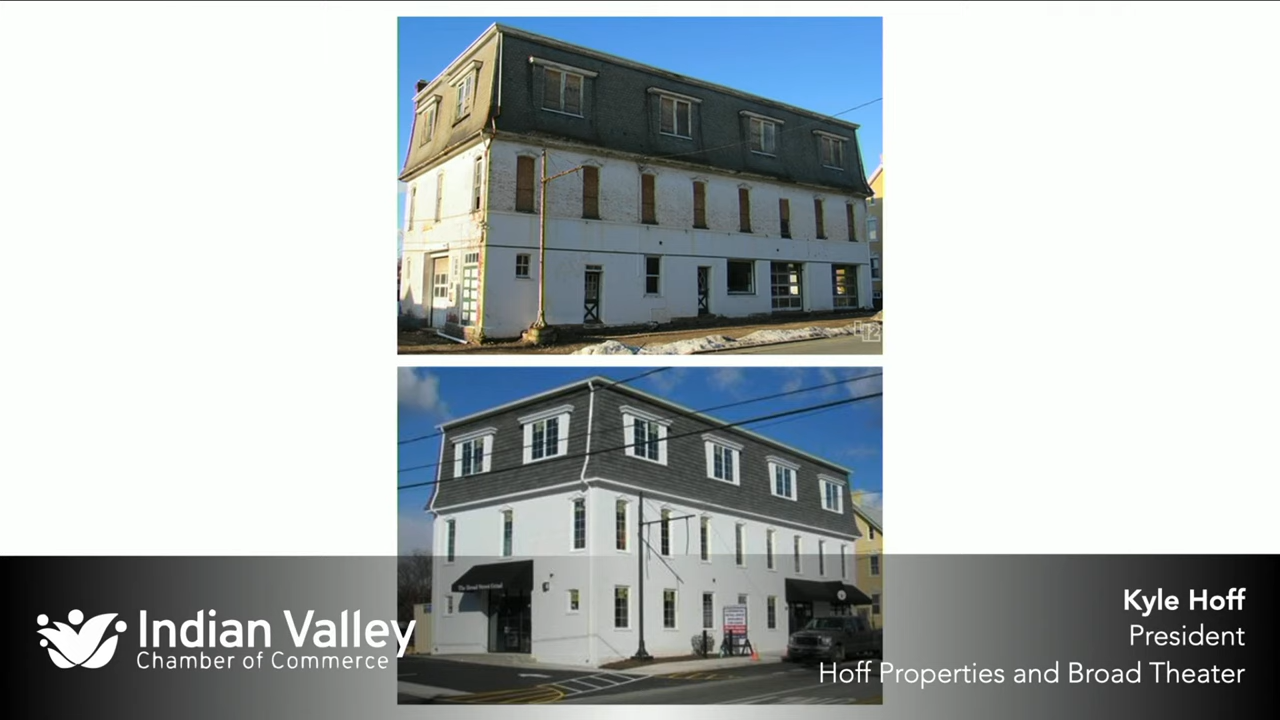 Indian Valley
Chamber of Commerce
Kyle Hoff
President
Hoff Properties and Broad Theater